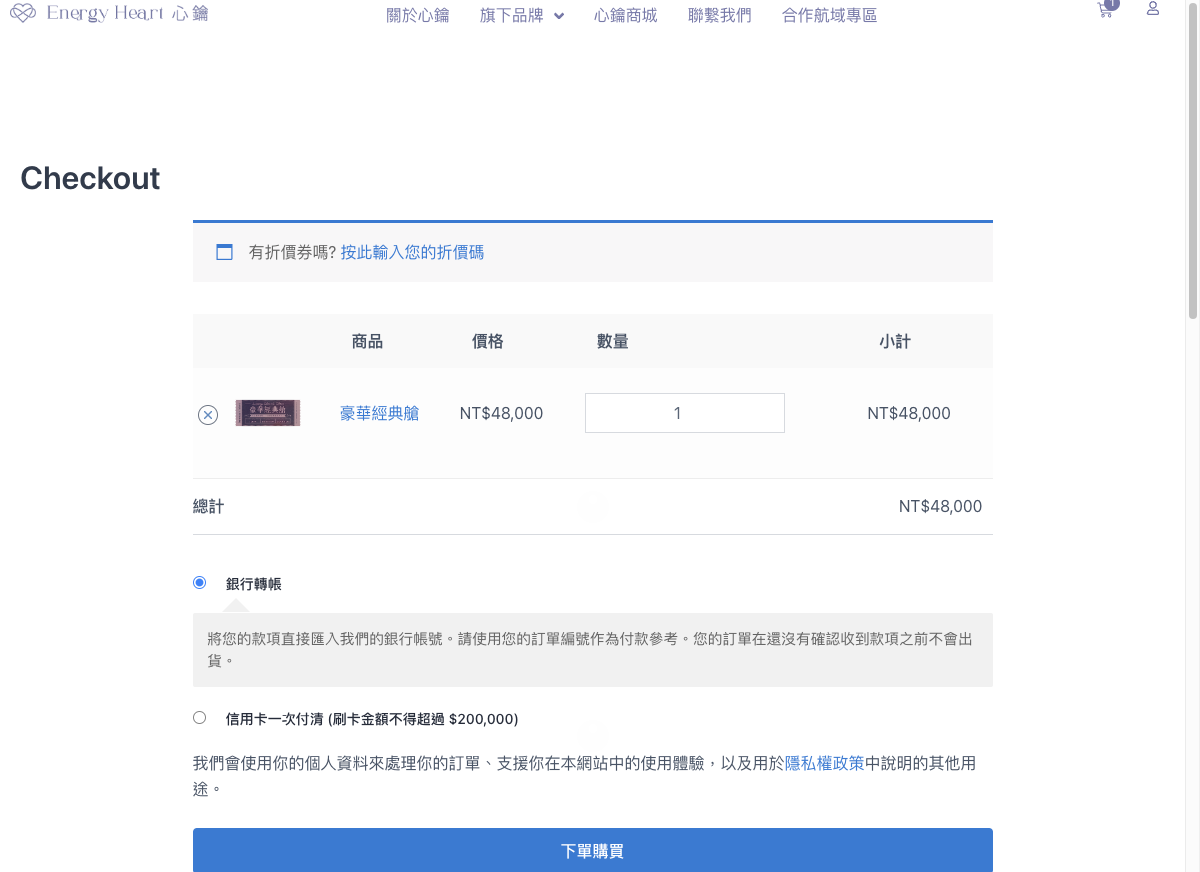 Energy Heart 心鑰
關於心鑰 旗下品牌 心鑰商城 聯繫我們 合作航域專區
1
Checkout
有折價券嗎? 按此輸入您的折價碼
商品 價格 數量 小計
豪華經典艙
豪華經典艙 NT$48,000 1 NT$48,000
總計 NT$48,000
銀行轉帳
將您的款項直接匯入我們的銀行帳號。請使用您的訂單編號作為付款參考。您的訂單在還沒有確認收到款項之前不會出
貨。
信用卡一次付清 (刷卡金額不得超過 $200,000)
我們會使用你的個人資料來處理你的訂單、支援你在本網站中的使用體驗，以及用於隱私權政策中說明的其他用
途。
下單購買